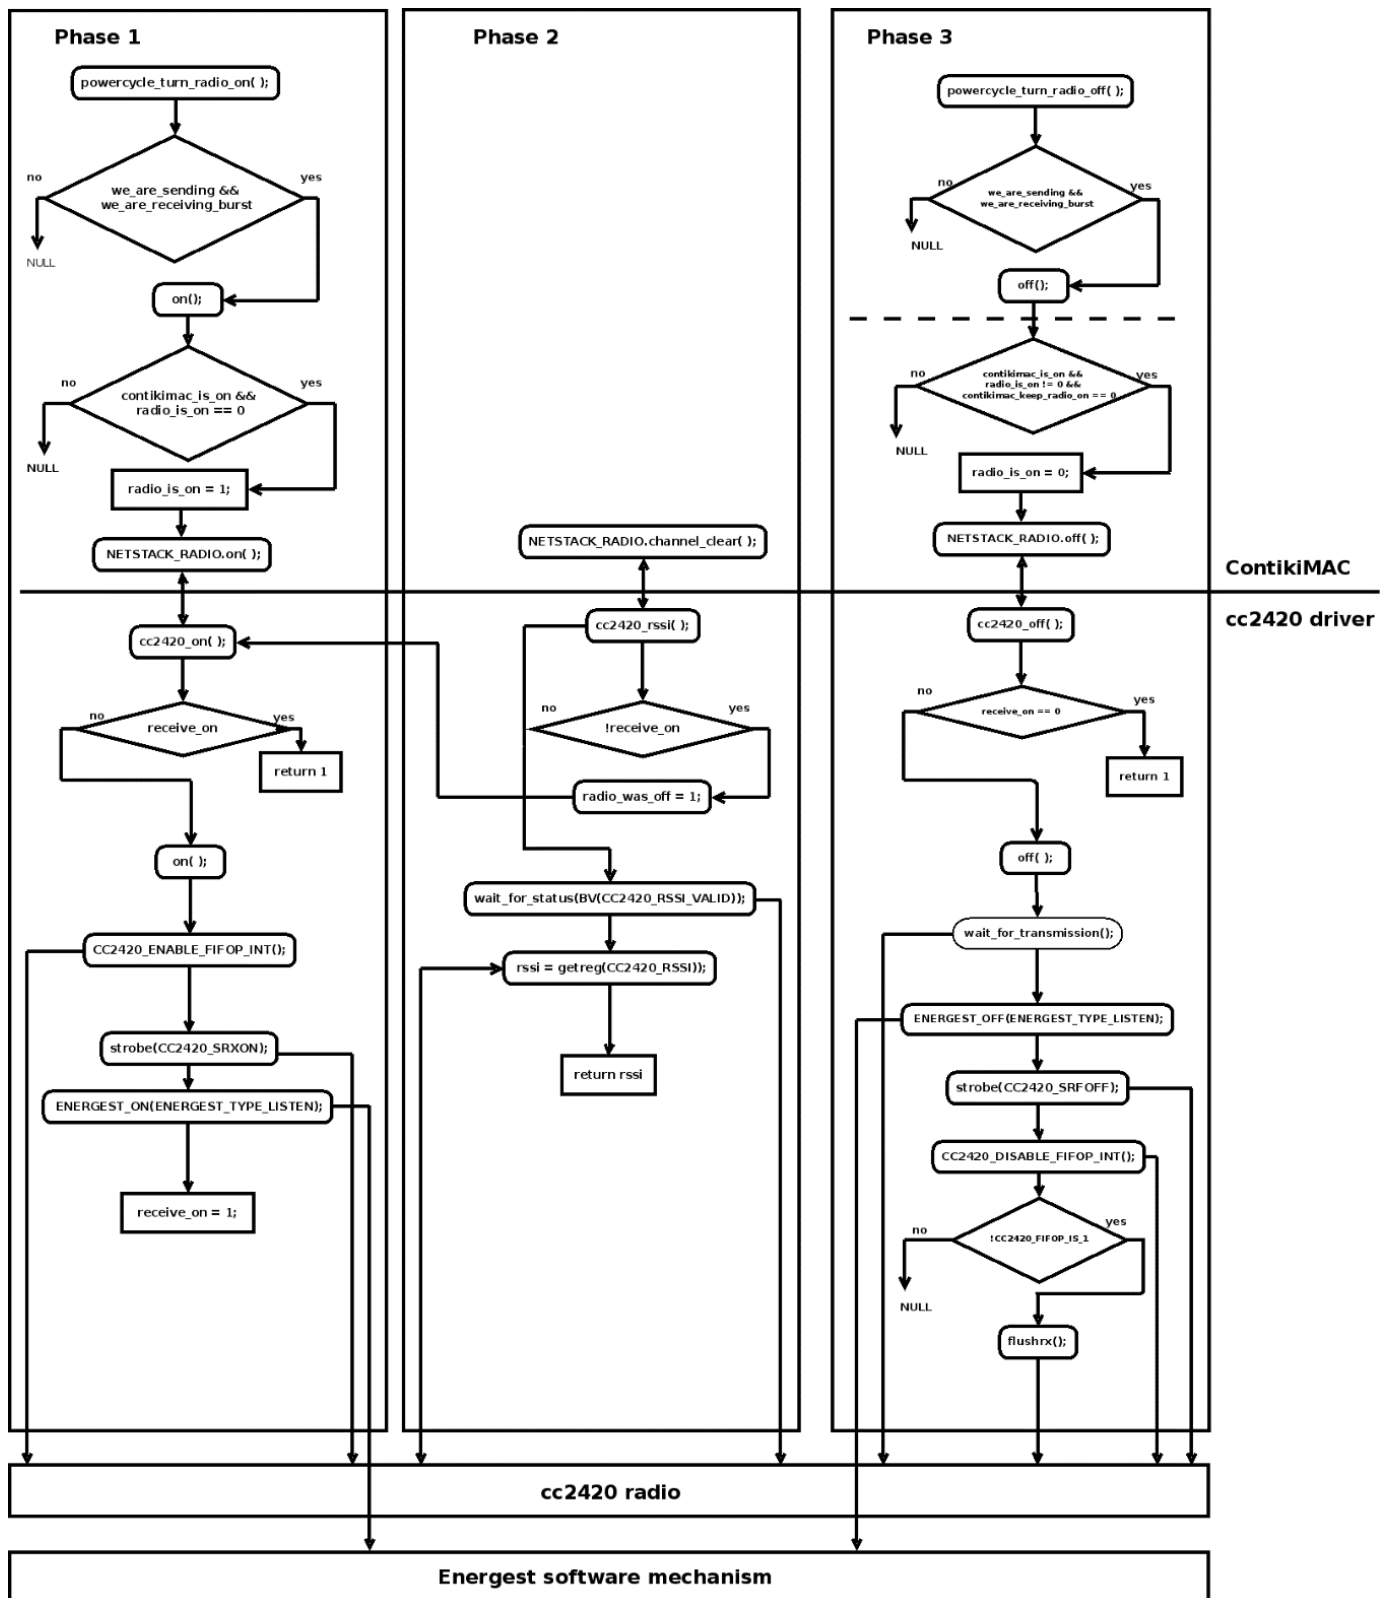 Phase 1
powercycle_turn_radio_on( );
no
yes
we_are_sending &&
we_are_receiving_burst
NULL
on();
no
yes
contikimac_is_on &&
radio_is_on == 0
NULL
radio_is_on = 1;
NETSTACK_RADIO.on( );
cc2420_on( );
no
yes
receive_on
return 1
on( );
CC2420_ENABLE_FIFOP_INT();
strobe(CC2420_SRXON);
ENERGEST_ON(ENERGEST_TYPE_LISTEN);
receive_on = 1;
Phase 2
NETSTACK_RADIO.channel_clear( );
cc2420_rssi( );
no
yes
!receive_on
radio_was_off = 1;
wait_for_status(BV(CC2420_RSSI_VALID));
rssi = getreg(CC2420_RSSI));
return rssi
Phase 3
powercycle_turn_radio_off( );
no
yes
we_are_sending &&
we_are_receiving_burst
NULL
off();
no
yes
contikimac_is_on &&
radio_is_on != 0 &&
contikimac_keep_radio_on == 0
NULL
radio_is_on = 0;
NETSTACK_RADIO.off( );
ContikiMAC
cc2420 driver
cc2420_off( );
no
yes
receive_on == 0
return 1
off( );
wait_for_transmission();
ENERGEST_OFF(ENERGEST_TYPE_LISTEN);
strobe(CC2420_SRFOFF);
CC2420_DISABLE_FIFOP_INT();
no
yes
!CC2420_FIFOP_IS_1
NULL
flushrx();
cc2420 radio
Energest software mechanism